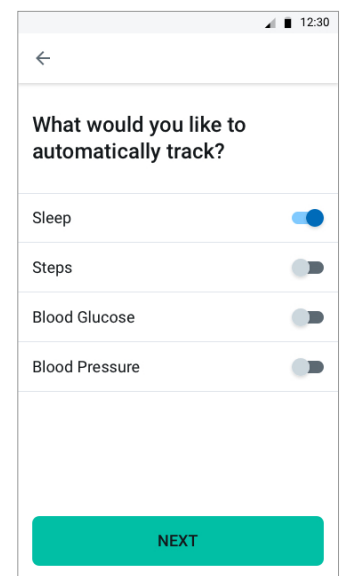 12:30
What would you like to
automatically track?
Sleep
Steps
Blood Glucose
Blood Pressure
NEXT